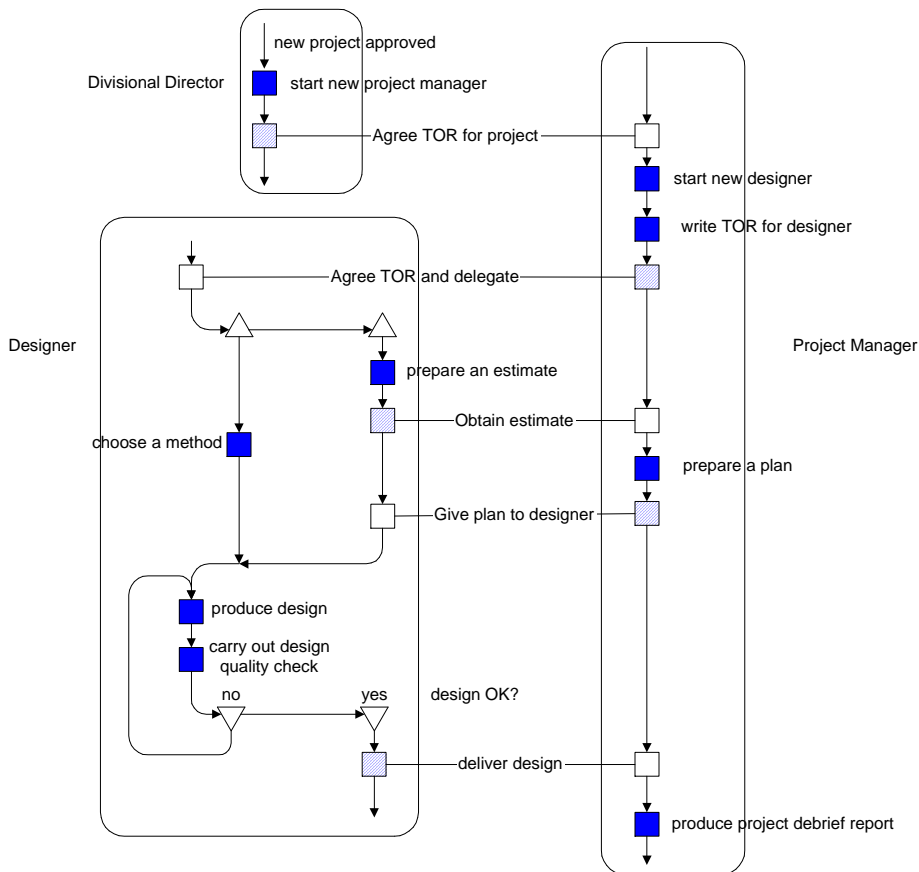 new project approved
Divisional Director
start new project manager
Agree TOR for project
start new designer
write TOR for designer
Agree TOR and delegate
Designer
Project Manager
prepare an estimate
Obtain estimate
choose a method
prepare a plan
Give plan to designer
produce design
carry out design
quality check
no
yes
design OK?
deliver design
produce project debrief report